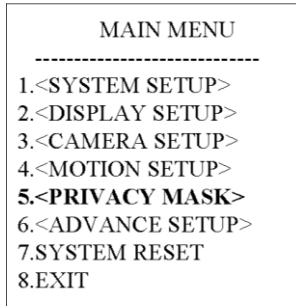 MAIN MENU
----------------------------
1.<SYSTEM SETUP>
2.<DISPLAY SETUP>
3.<CAMERA SETUP>
4.<MOTION SETUP>
5.<PRIVACY MASK>
6.<ADVANCE SETUP>
7.SYSTEM RESET
8.EXIT